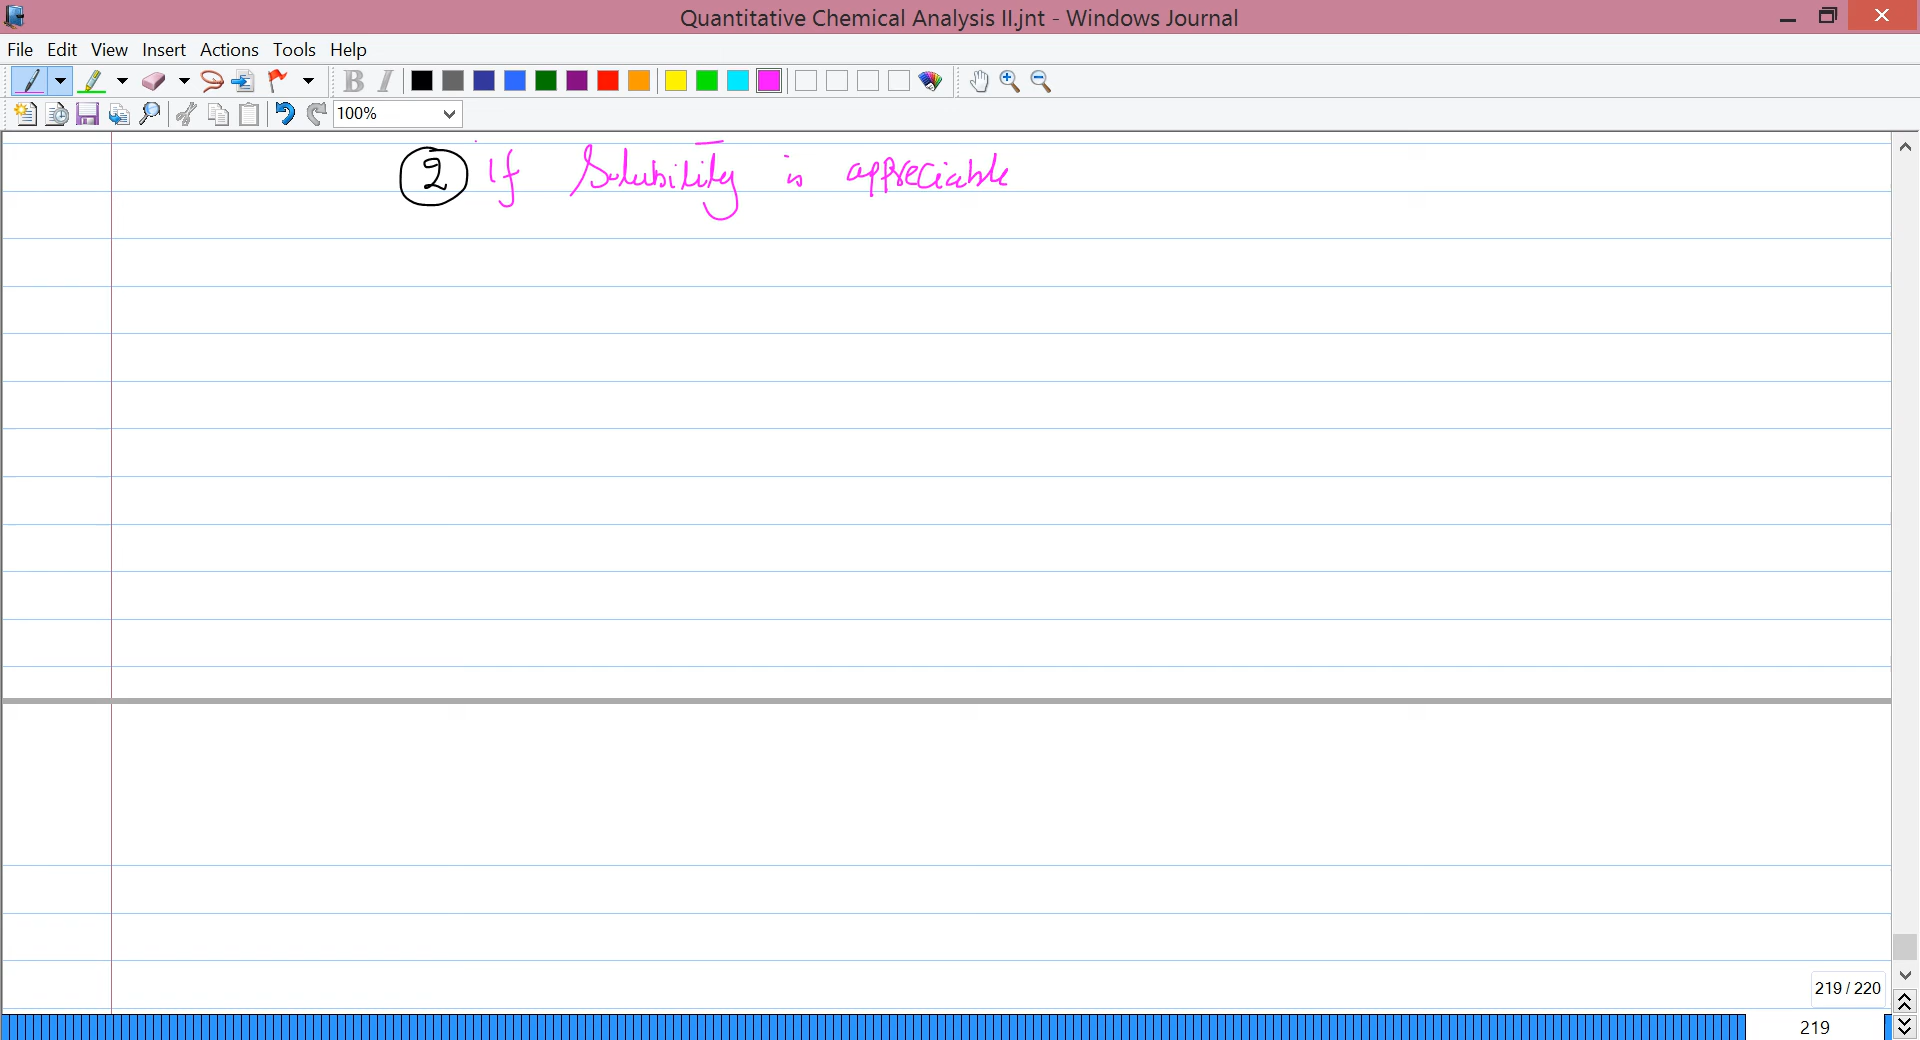 Quantitative Chemical Analysis II.jnt - Windows Journal
File Edit View Insert Actions Tools Help
B I
100%
2 If Solubility is appreciable
219 / 220
219